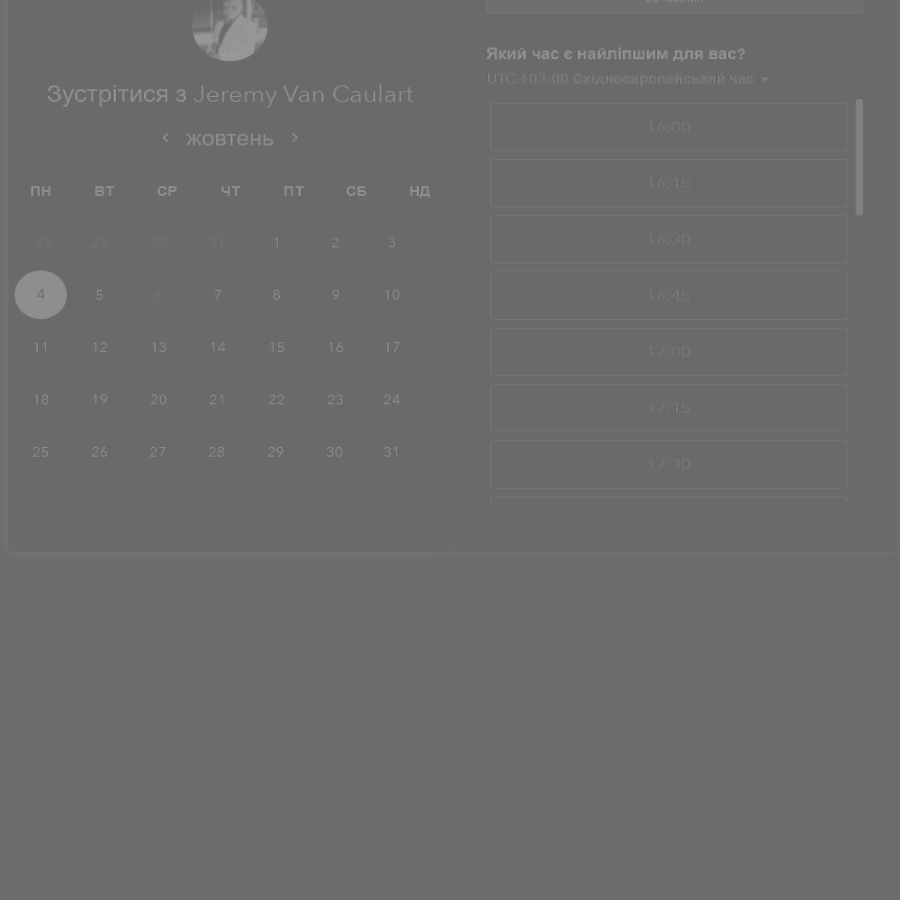 Зустрітися з Jeremy Van Caulart
жовтень
ПН ВТ СР ЧТ ПТ СБ НД
28 29 30 31 1 2 3
4 5 6 7 8 9 10
11 12 13 14 15 16 17
18 19 20 21 22 23 24
25 26 27 28 29 30 31
Який час є найліпшим для вас?
UTC +03:00 Східноєвропейський час
16:00
16:15
16:30
16:45
17:00
17:15
17:30